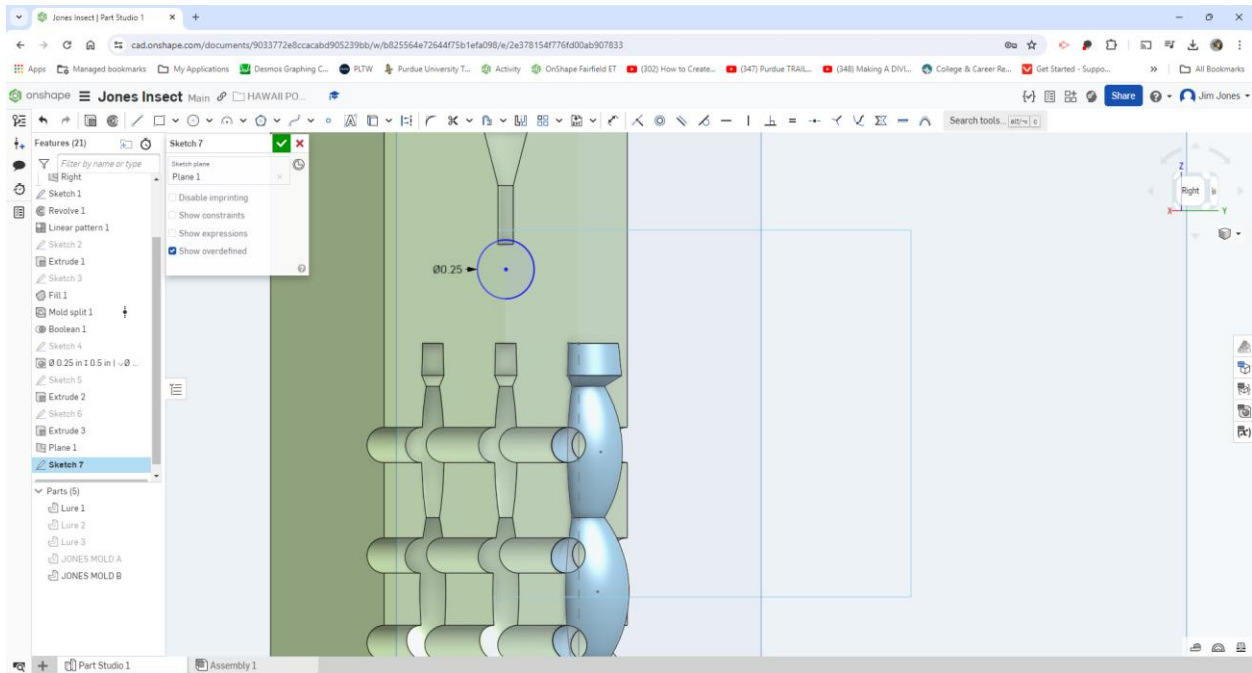 Jones Insect | Part Studio 1
cad.onshape.com/documents/9033772e8ccacabd905239bb/w/b825564e72644f75b1efa098/e/2e378154f776fd00ab907833
Apps Managed bookmarks My Applications Desmos Graphing C... PLTW Purdue University T... Activity OnShape Fairfield ET (302) How to Create... (347) Purdue TRAIL... (348) Making A DIVI... College & Career Re... Get Started - Suppo... » All Bookmarks
onshape Jones Insect Main HAWAII PO... Share Jim Jones
Search tools... alt/⌥ c
Features (21)
Filter by name or type
Right
Sketch 1
Revolve 1
Linear pattern 1
Sketch 2
Extrude 1
Sketch 3
Fill 1
Mold split 1
Boolean 1
Sketch 4
Ø 0.25 in ↧ 0.5 in | ⌵Ø ...
Sketch 5
Extrude 2
Sketch 6
Extrude 3
Plane 1
Sketch 7
Parts (5)
Lure 1
Lure 2
Lure 3
JONES MOLD A
JONES MOLD B
Sketch 7
Sketch plane
Plane 1
Disable imprinting
Show constraints
Show expressions
Show overdefined
Ø0.25
Z
Right
X Y
Part Studio 1 Assembly 1